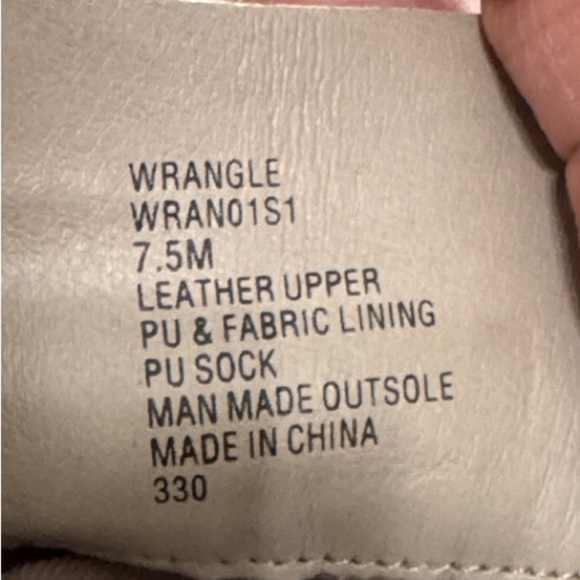 WRANGLE
WRAN01S1
7.5M
LEATHER UPPER
PU & FABRIC LINING
PU SOCK
MAN MADE OUTSOLE
MADE IN CHINA
330